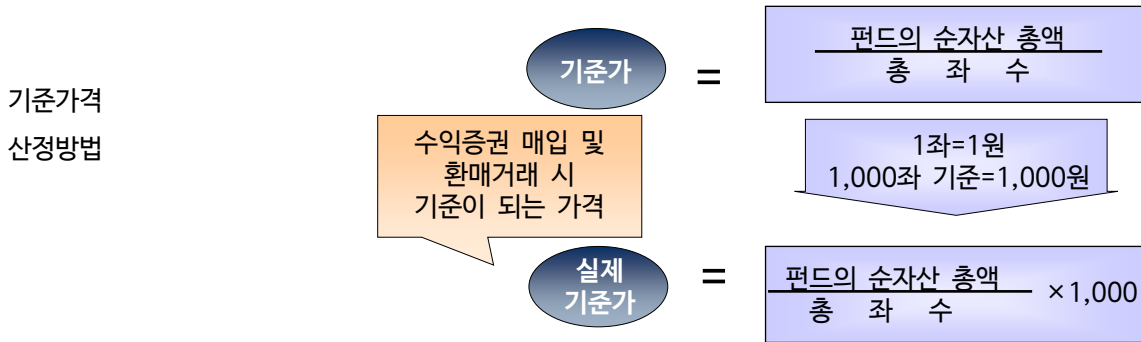 기준가격
산정방법
기준가
=
펀드의 순자산 총액
총 좌 수
수익증권 매입 및
환매거래 시
기준이 되는 가격
1좌=1원
1,000좌 기준=1,000원
실제
기준가
=
펀드의 순자산 총액
총 좌 수
×1,000